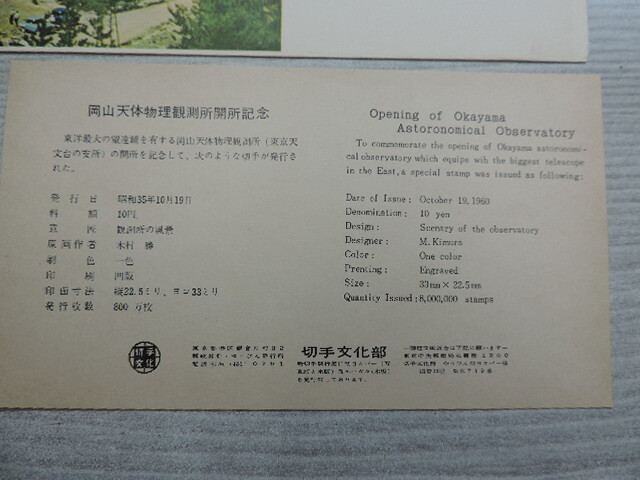 岡山天体物理観測所開所記念
東洋最大の望遠鏡を有する岡山天体物理観測所（東京天
文台の支所）の開所を記念して、次のような切手が発行さ
れた。
発行日 昭和35年10月19日
料額 10円
意匠 観測所の風景
原画作者 木村 勝
刷色 一色
印刷 凹版
印面寸法 縦22.5ミリ、ヨコ33ミリ
発行枚数 800万枚
Opening of Okayama
Astoronomical Observatory
To commemorate the opening of Okayama astoronomi-
cal observatory which equips wih the biggest telescope
in the East, a special stamp was issued as following:
Date of Issue: October 19, 1960
Denomination: 10 yen
Design: Scentry of the observatory
Designer: M. Kimura
Color: One color
Prenting: Engraved
Size: 33mm × 22.5mm
Quantity Issued: 8,000,000 stamps
切手
文化
切手文化部